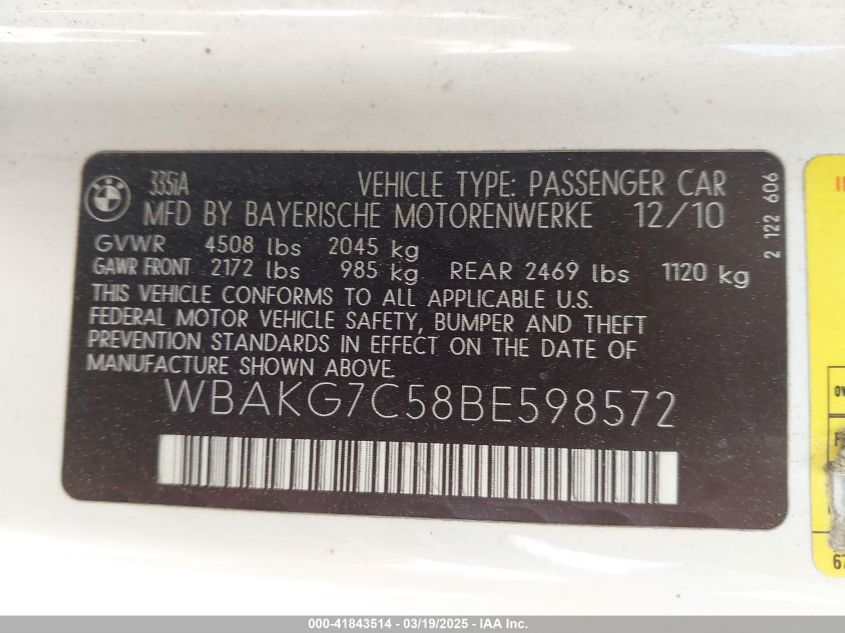 335iA VEHICLE TYPE: PASSENGER CAR
MFD BY BAYERISCHE MOTORENWERKE 12/10
GVWR 4508 lbs 2045 kg
GAWR FRONT 2172 lbs 985 kg REAR 2469 lbs 1120 kg
THIS VEHICLE CONFORMS TO ALL APPLICABLE U.S.
FEDERAL MOTOR VEHICLE SAFETY, BUMPER AND THEFT
PREVENTION STANDARDS IN EFFECT ON THE DATE OF
MANUFACTURE SHOWN ABOVE.
WBAKG7C58BE598572
2 122 606
000-41843514 - 03/19/2025 - IAA Inc.